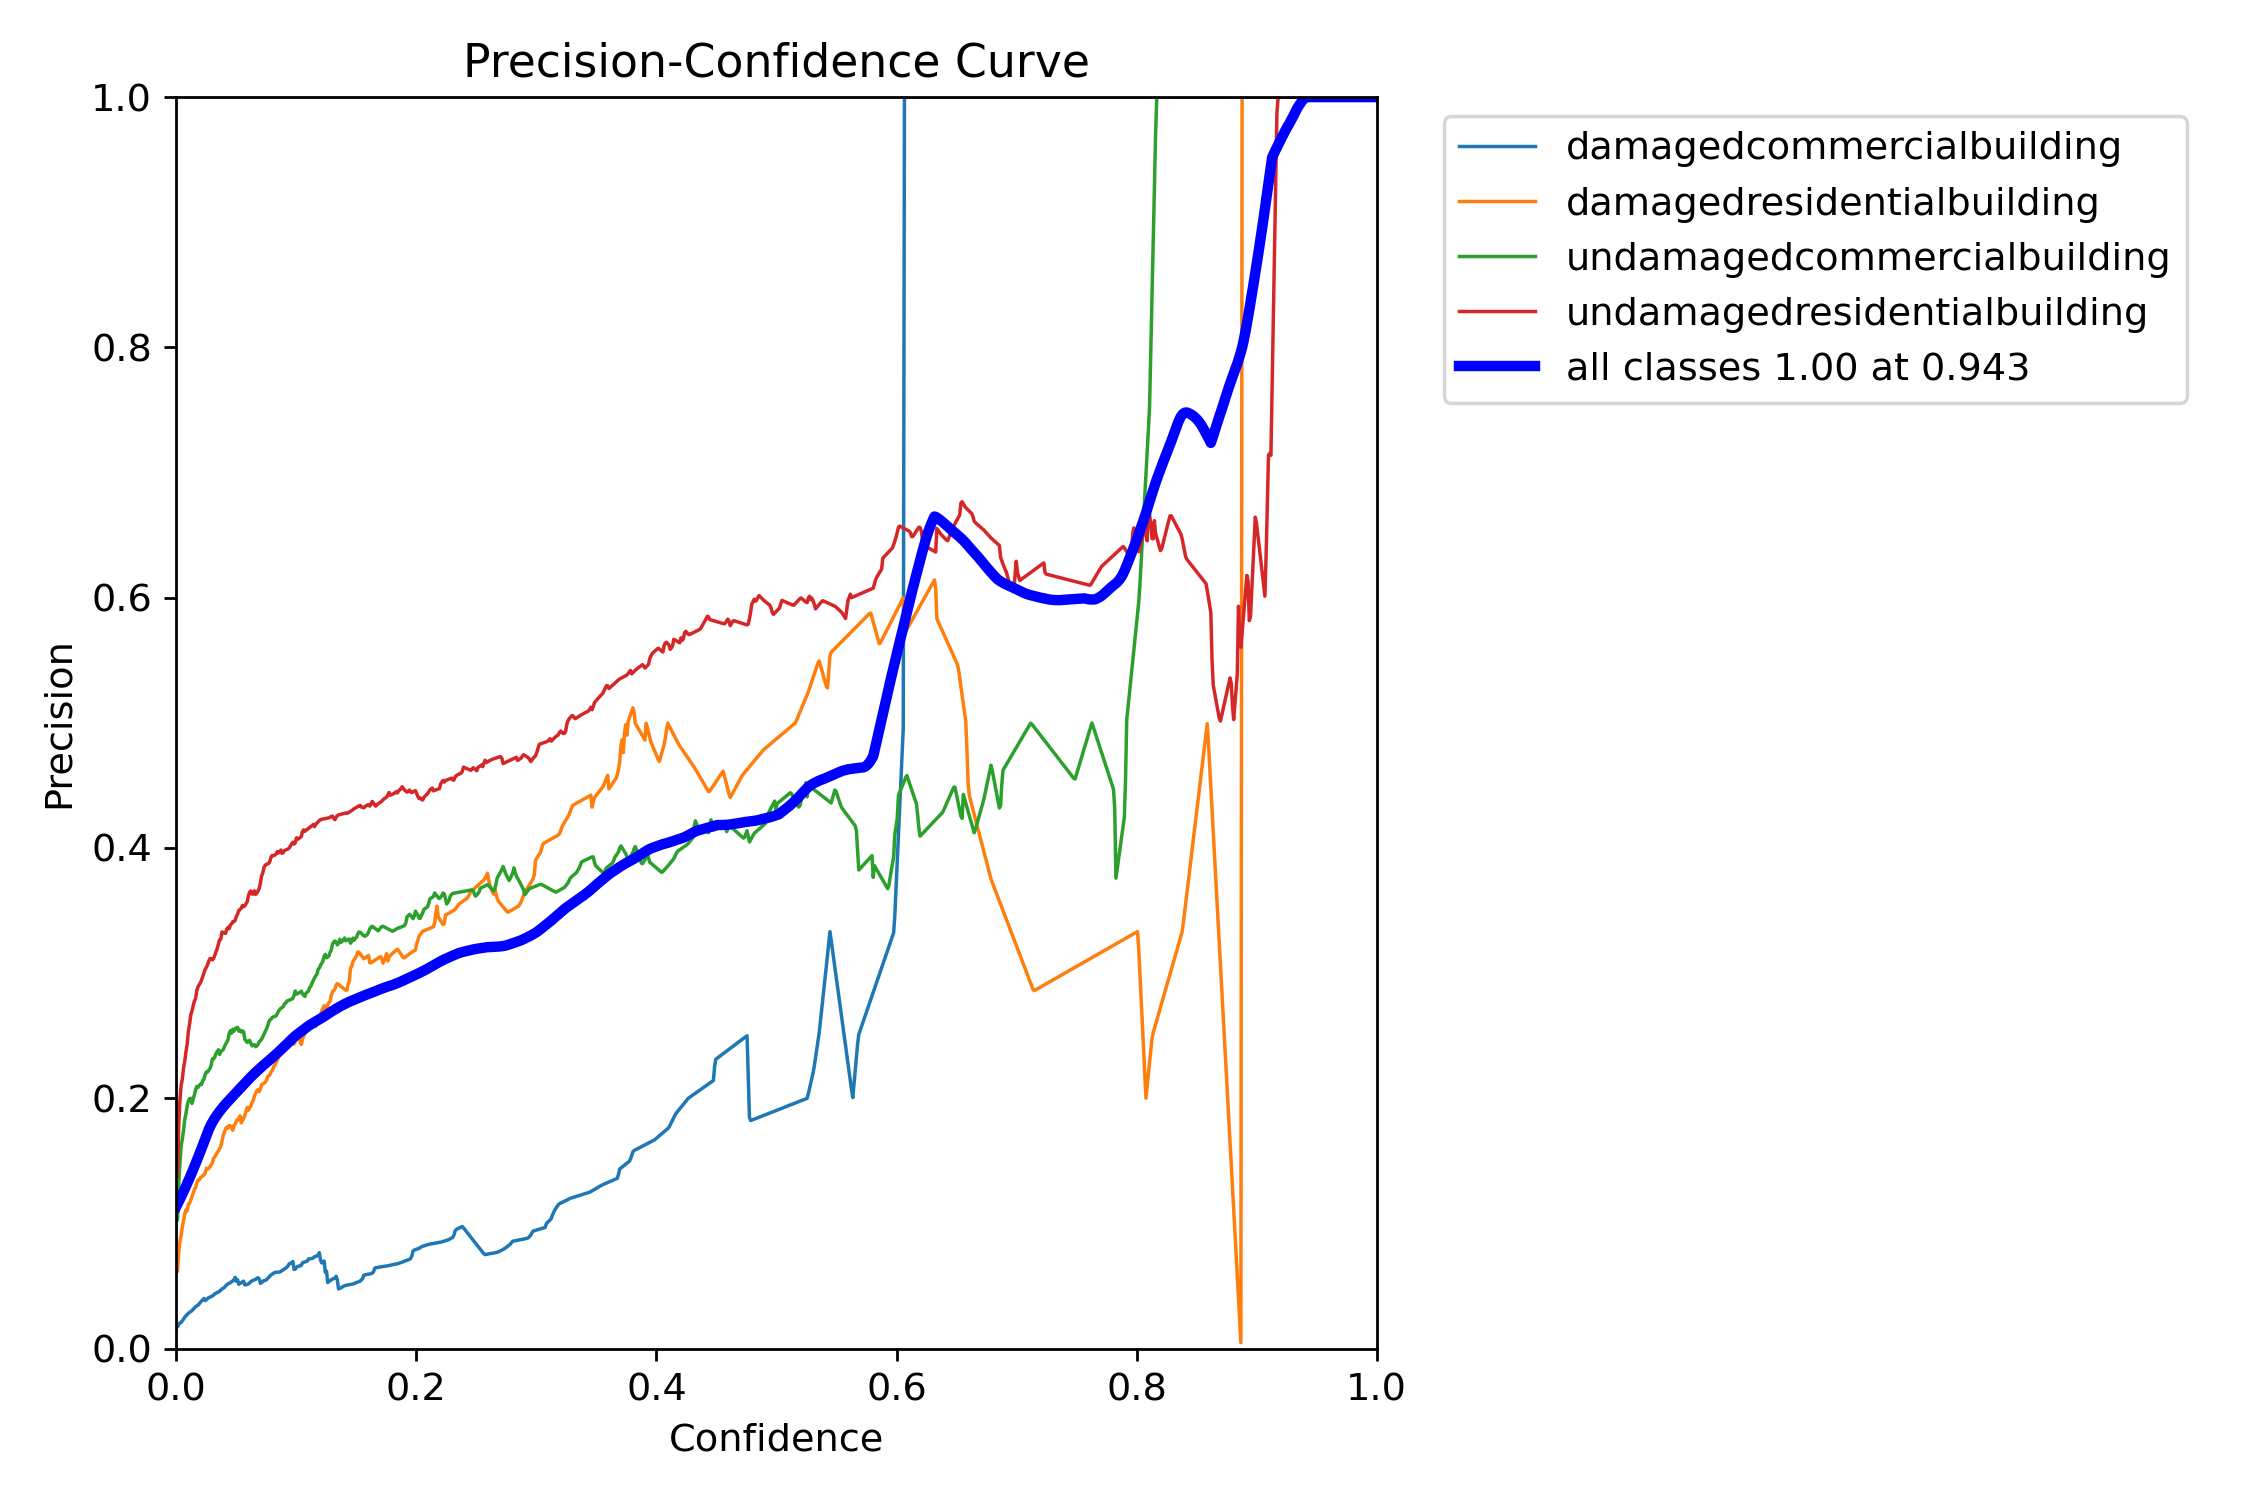 Precision-Confidence Curve
1.0
0.8
0.6
0.4
0.2
0.0
Precision
0.0 0.2 0.4 0.6 0.8 1.0
Confidence
damagedcommercialbuilding
damagedresidentialbuilding
undamagedcommercialbuilding
undamagedresidentialbuilding
all classes 1.00 at 0.943